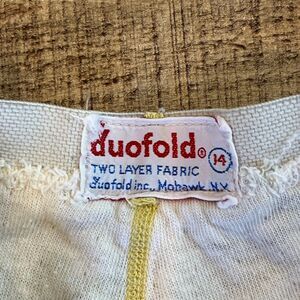 duofold® 14
TWO LAYER FABRIC
duofold inc., Mohawk, N.Y.